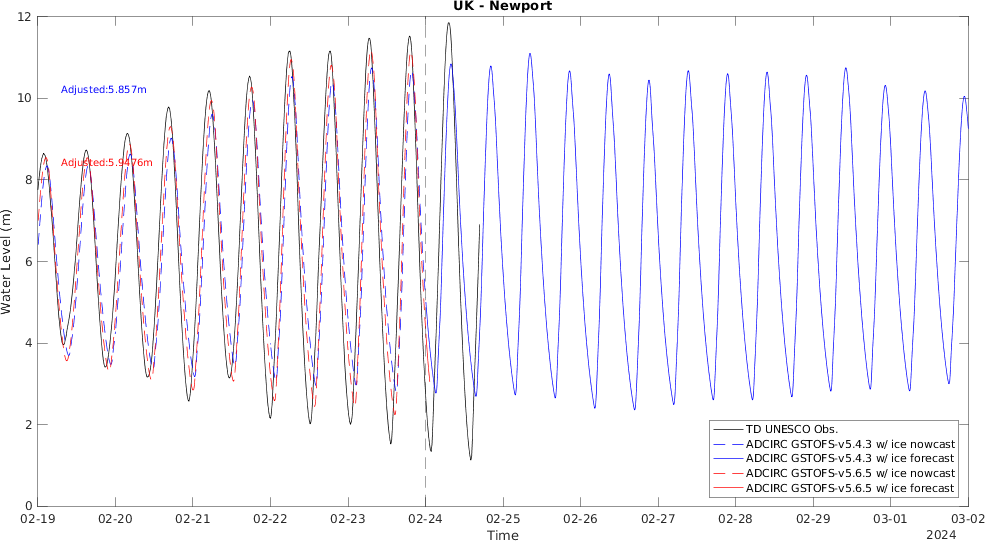 UK - Newport
12
10
8
6
4
2
0
Water Level (m)
Adjusted:5.857m
Adjusted:5.9476m
TD UNESCO Obs.
ADCIRC GSTOFS-v5.4.3 w/ ice nowcast
ADCIRC GSTOFS-v5.4.3 w/ ice forecast
ADCIRC GSTOFS-v5.6.5 w/ ice nowcast
ADCIRC GSTOFS-v5.6.5 w/ ice forecast
02-19 02-20 02-21 02-22 02-23 02-24 02-25 02-26 02-27 02-28 02-29 03-01 03-02
Time
2024